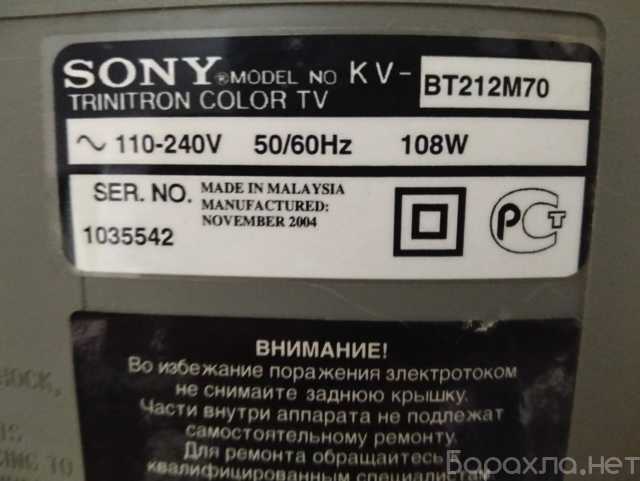 SONY ® MODEL NO KV- BT212M70
TRINITRON COLOR TV
~ 110-240V 50/60Hz 108W
SER. NO. MADE IN MALAYSIA
MANUFACTURED:
NOVEMBER 2004
1035542
РСТ
ВНИМАНИЕ!
Во избежание поражения злектротоком
не снимайте заднюю крышку.
Части внутри аппарата не подлежат
самостоятельному ремонту.
Для ремонта обращайтесь
квалифицированным специалистам
TO
Барахла.нет